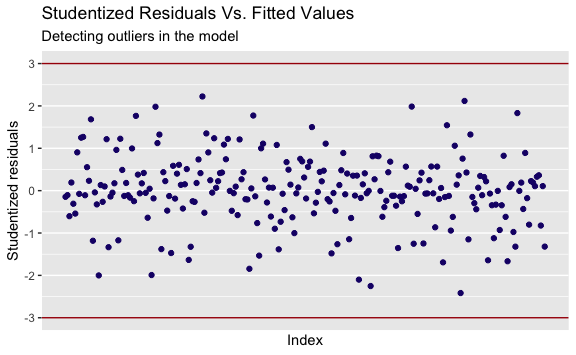 Studentized Residuals Vs. Fitted Values
Detecting outliers in the model
Studentized residuals
3
2
1
0
-1
-2
-3
Index